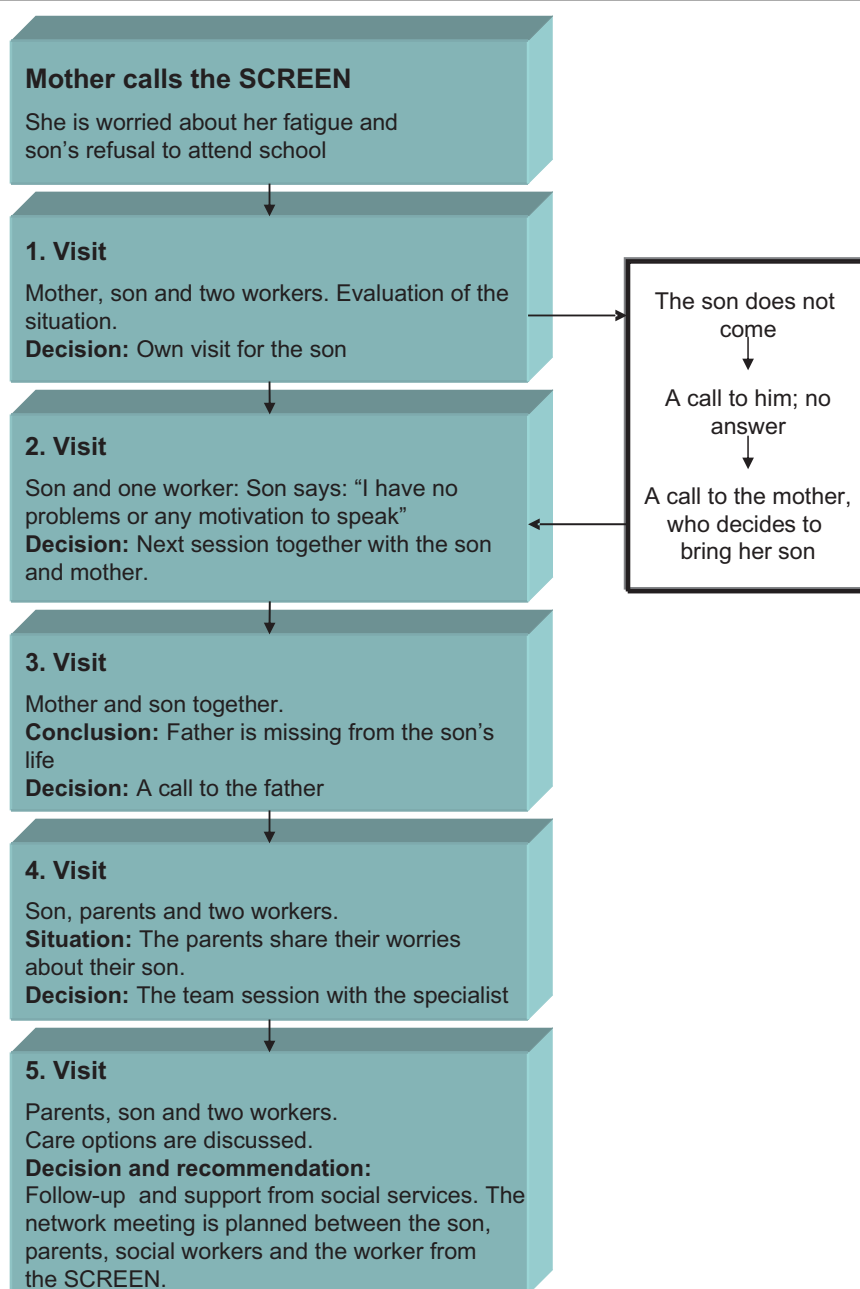 Mother calls the SCREEN
She is worried about her fatigue and
son's refusal to attend school
1. Visit
Mother, son and two workers. Evaluation of the
situation.
Decision: Own visit for the son
The son does not
come
A call to him; no
answer
A call to the mother,
who decides to
bring her son
2. Visit
Son and one worker: Son says: “I have no
problems or any motivation to speak”
Decision: Next session together with the son
and mother.
3. Visit
Mother and son together.
Conclusion: Father is missing from the son's
life
Decision: A call to the father
4. Visit
Son, parents and two workers.
Situation: The parents share their worries
about their son.
Decision: The team session with the specialist
5. Visit
Parents, son and two workers.
Care options are discussed.
Decision and recommendation:
Follow-up and support from social services. The
network meeting is planned between the son,
parents, social workers and the worker from
the SCREEN.